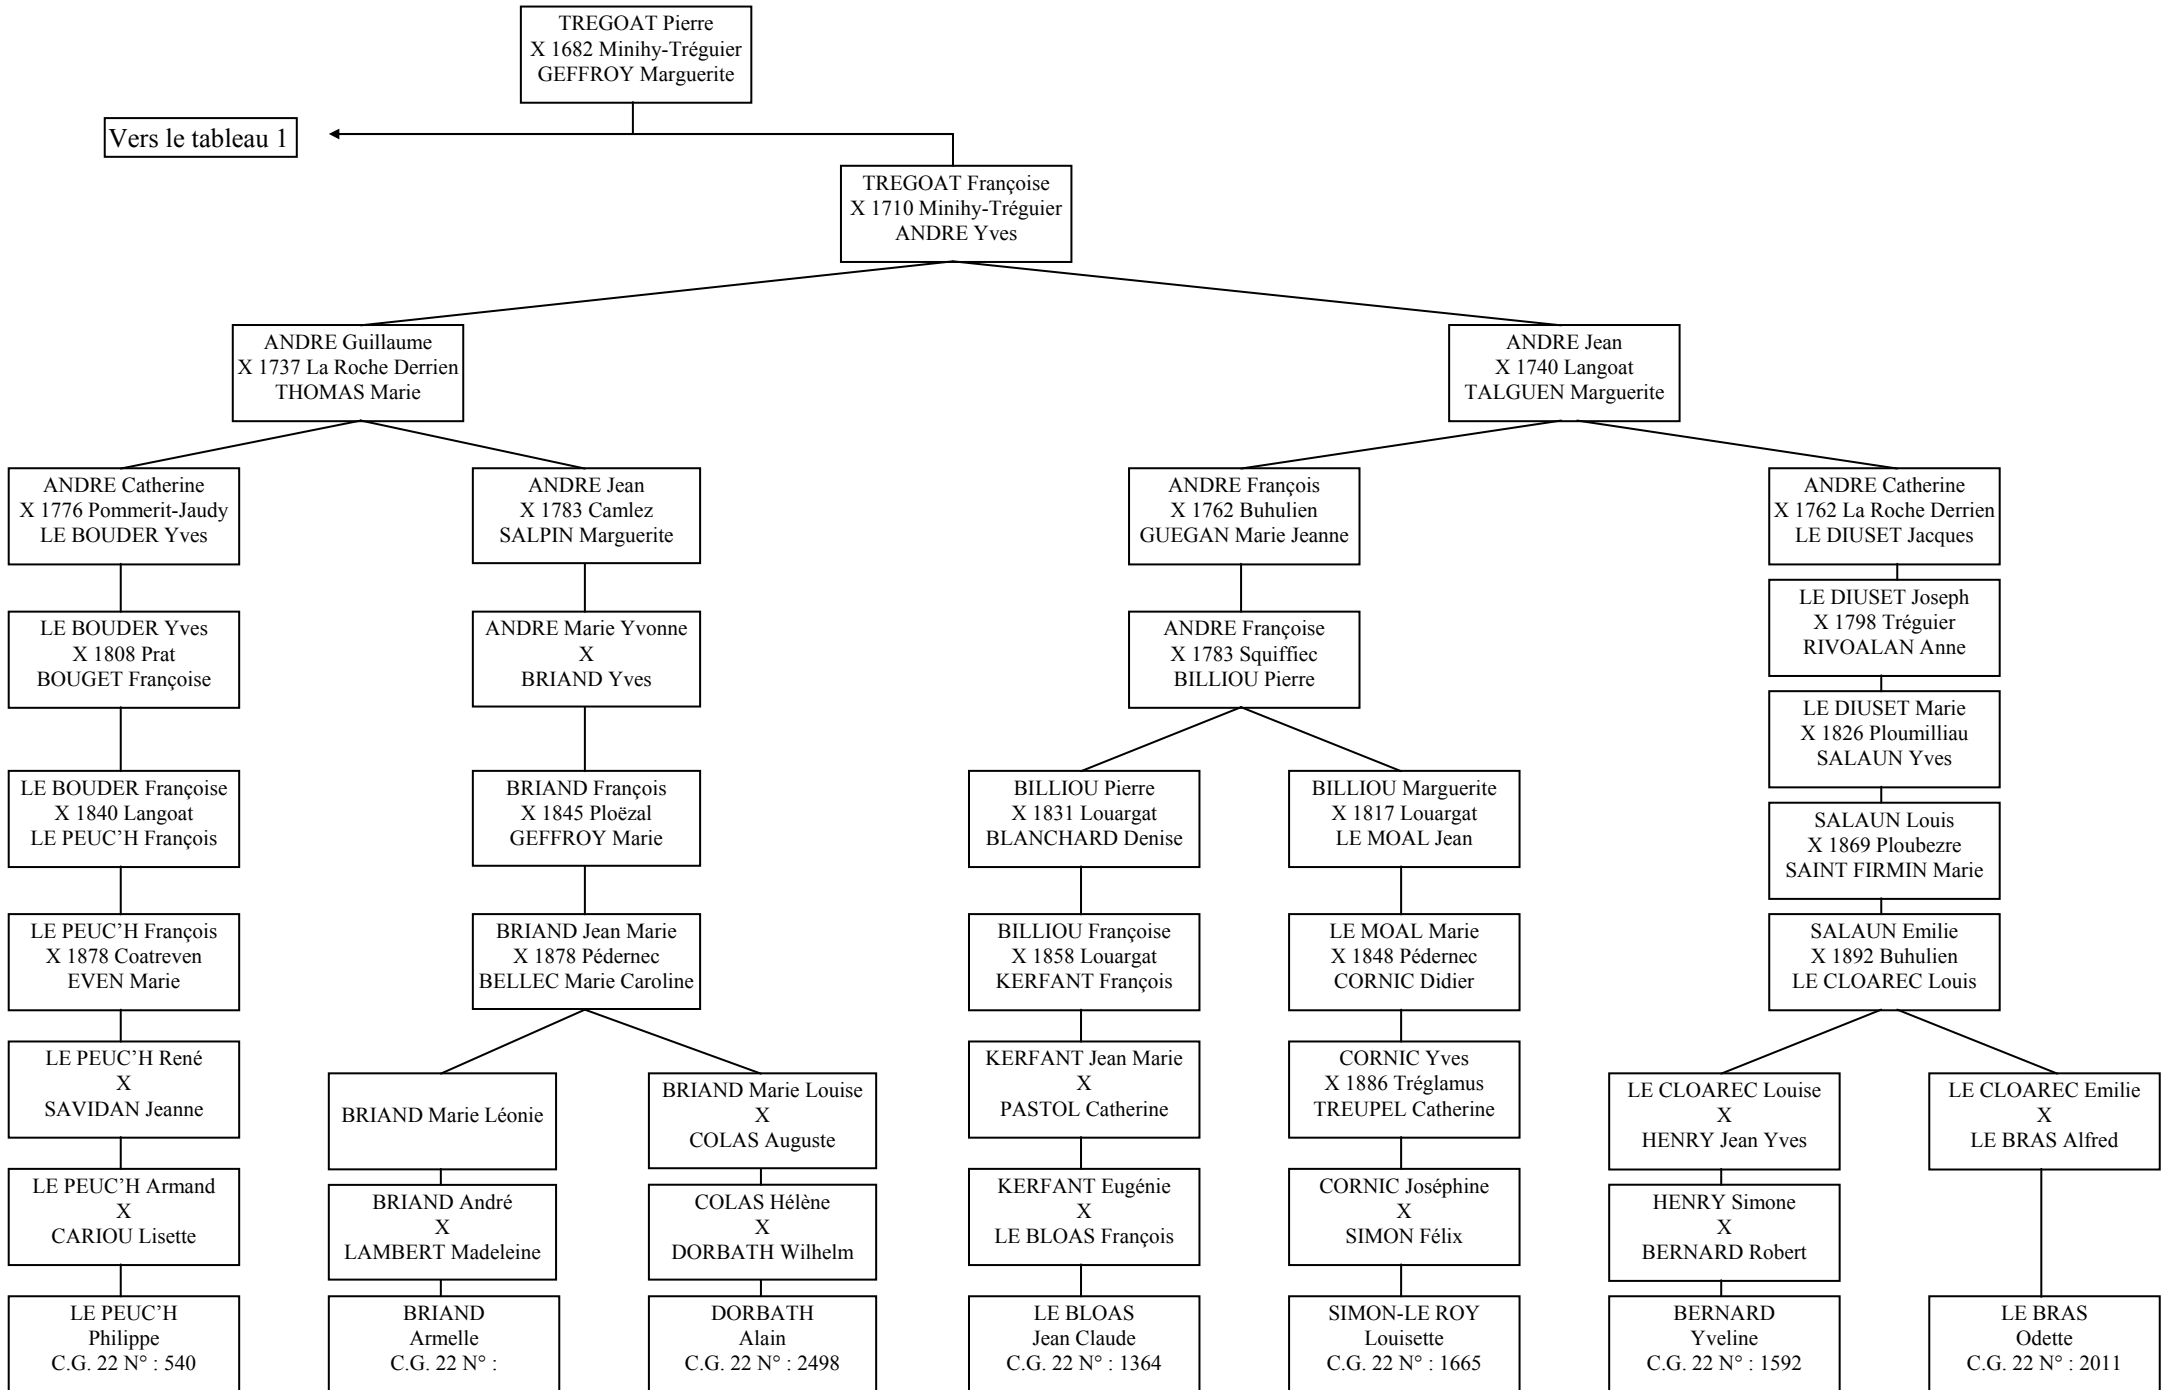 TREGOAT Pierre
X 1682 Minihy-Tréguier
GEFFROY Marguerite
Vers le tableau 1
TREGOAT Françoise
X 1710 Minihy-Tréguier
ANDRE Yves
ANDRE Guillaume
X 1737 La Roche Derrien
THOMAS Marie
ANDRE Jean
X 1740 Langoat
TALGUEN Marguerite
ANDRE Catherine
X 1776 Pommerit-Jaudy
LE BOUDER Yves
ANDRE Jean
X 1783 Camlez
SALPIN Marguerite
ANDRE François
X 1762 Buhulien
GUEGAN Marie Jeanne
ANDRE Catherine
X 1762 La Roche Derrien
LE DIUSET Jacques
LE BOUDER Yves
X 1808 Prat
BOUGET Françoise
ANDRE Marie Yvonne
X
BRIAND Yves
ANDRE Françoise
X 1783 Squiffiec
BILLIOU Pierre
LE DIUSET Joseph
X 1798 Tréguier
RIVOALAN Anne
LE DIUSET Marie
X 1826 Ploumilliau
SALAUN Yves
LE BOUDER Françoise
X 1840 Langoat
LE PEUC’H François
BRIAND François
X 1845 Ploëzal
GEFFROY Marie
BILLIOU Pierre
X 1831 Louargat
BLANCHARD Denise
BILLIOU Marguerite
X 1817 Louargat
LE MOAL Jean
SALAUN Louis
X 1869 Ploubezre
SAINT FIRMIN Marie
LE PEUC’H François
X 1878 Coatreven
EVEN Marie
BRIAND Jean Marie
X 1878 Pédernec
BELLEC Marie Caroline
BILLIOU Françoise
X 1858 Louargat
KERFANT François
LE MOAL Marie
X 1848 Pédernec
CORNIC Didier
SALAUN Emilie
X 1892 Buhulien
LE CLOAREC Louis
LE PEUC’H René
X
SAVIDAN Jeanne
BRIAND Marie Léonie
BRIAND Marie Louise
X
COLAS Auguste
KERFANT Jean Marie
X
PASTOL Catherine
CORNIC Yves
X 1886 Tréglamus
TREUPEL Catherine
LE CLOAREC Louise
X
HENRY Jean Yves
LE CLOAREC Emilie
X
LE BRAS Alfred
LE PEUC’H Armand
X
CARIOU Lisette
BRIAND André
X
LAMBERT Madeleine
COLAS Hélène
X
DORBATH Wilhelm
KERFANT Eugénie
X
LE BLOAS François
CORNIC Joséphine
X
SIMON Félix
HENRY Simone
X
BERNARD Robert
LE PEUC’H
Philippe
C.G. 22 N° : 540
BRIAND
Armelle
C.G. 22 N° :
DORBATH
Alain
C.G. 22 N° : 2498
LE BLOAS
Jean Claude
C.G. 22 N° : 1364
SIMON-LE ROY
Louisette
C.G. 22 N° : 1665
BERNARD
Yveline
C.G. 22 N° : 1592
LE BRAS
Odette
C.G. 22 N° : 2011